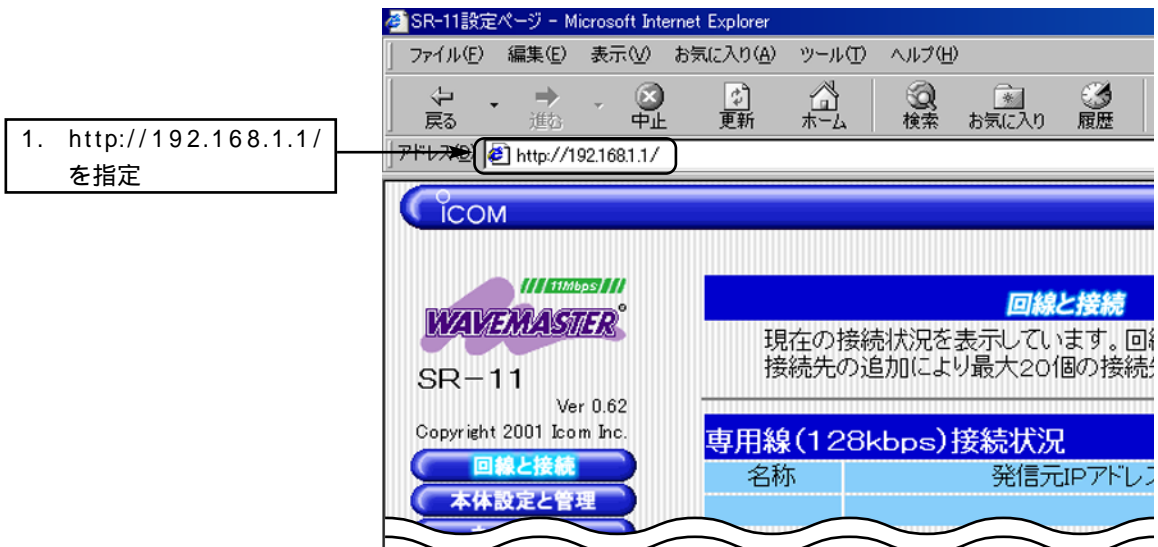 SR-11設定ページ - Microsoft Internet Explorer
ファイル(F) 編集(E) 表示(V) お気に入り(A) ツール(T) ヘルプ(H)
戻る 進む 中止 更新 ホーム 検索 お気に入り 履歴
1. http://192.168.1.1/
を指定
アドレス(D) http://192.168.1.1/
ICOM
11Mbps
WAVEMASTER
SR-11
Ver 0.62
Copyright 2001 Icom Inc.
回線と接続
本体設定と管理
回線と接続
現在の接続状況を表示しています。回
接続先の追加により最大20個の接続
専用線(128kbps)接続状況
名称 発信元IPアドレ